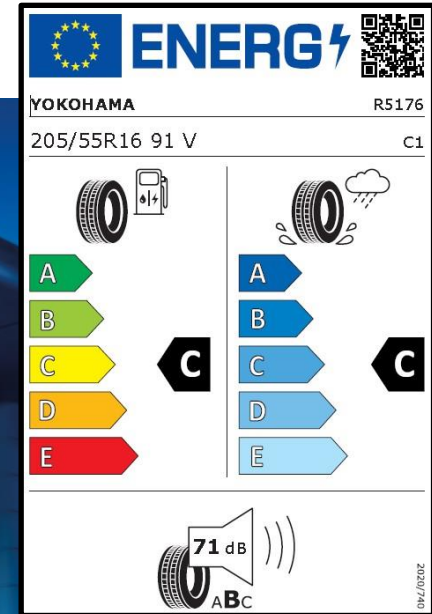 ENERG
YOKOHAMA R5176
205/55R16 91 V C1
A A
B B
C C C C
D D
E E
71 dB
ABC
2020/740